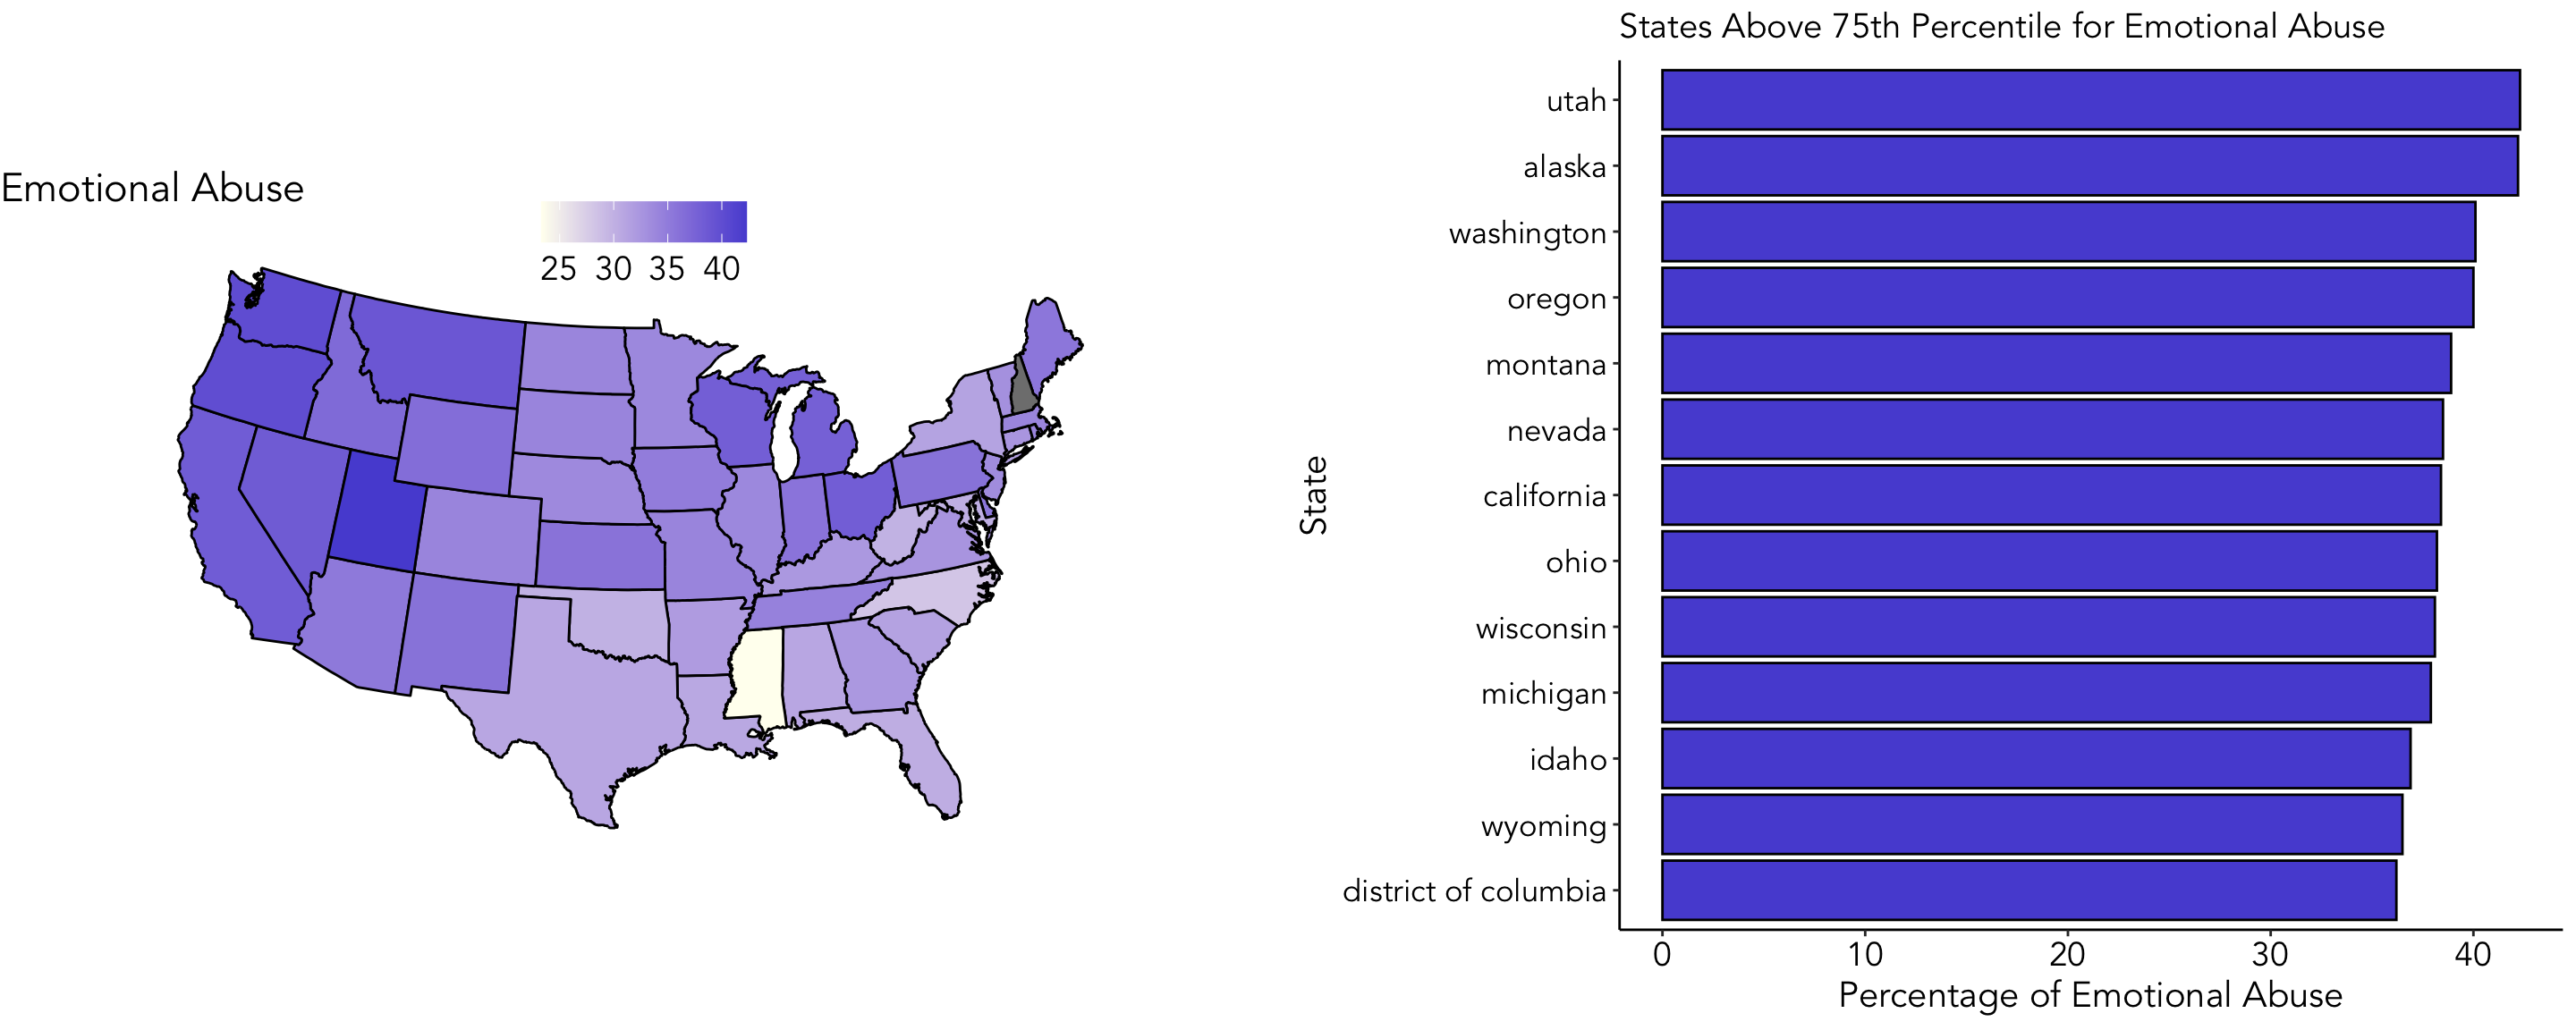 Emotional Abuse
25 30 35 40
States Above 75th Percentile for Emotional Abuse
State
utah
alaska
washington
oregon
montana
nevada
california
ohio
wisconsin
michigan
idaho
wyoming
district of columbia
0 10 20 30 40
Percentage of Emotional Abuse